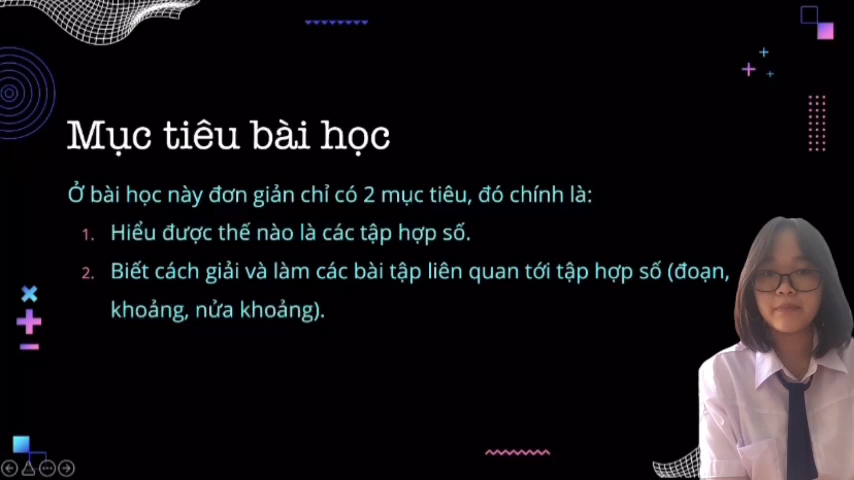 Mục tiêu bài học
Ở bài học này đơn giản chỉ có 2 mục tiêu, đó chính là:
1. Hiểu được thế nào là các tập hợp số.
2. Biết cách giải và làm các bài tập liên quan tới tập hợp số (đoạn,
khoảng, nửa khoảng).